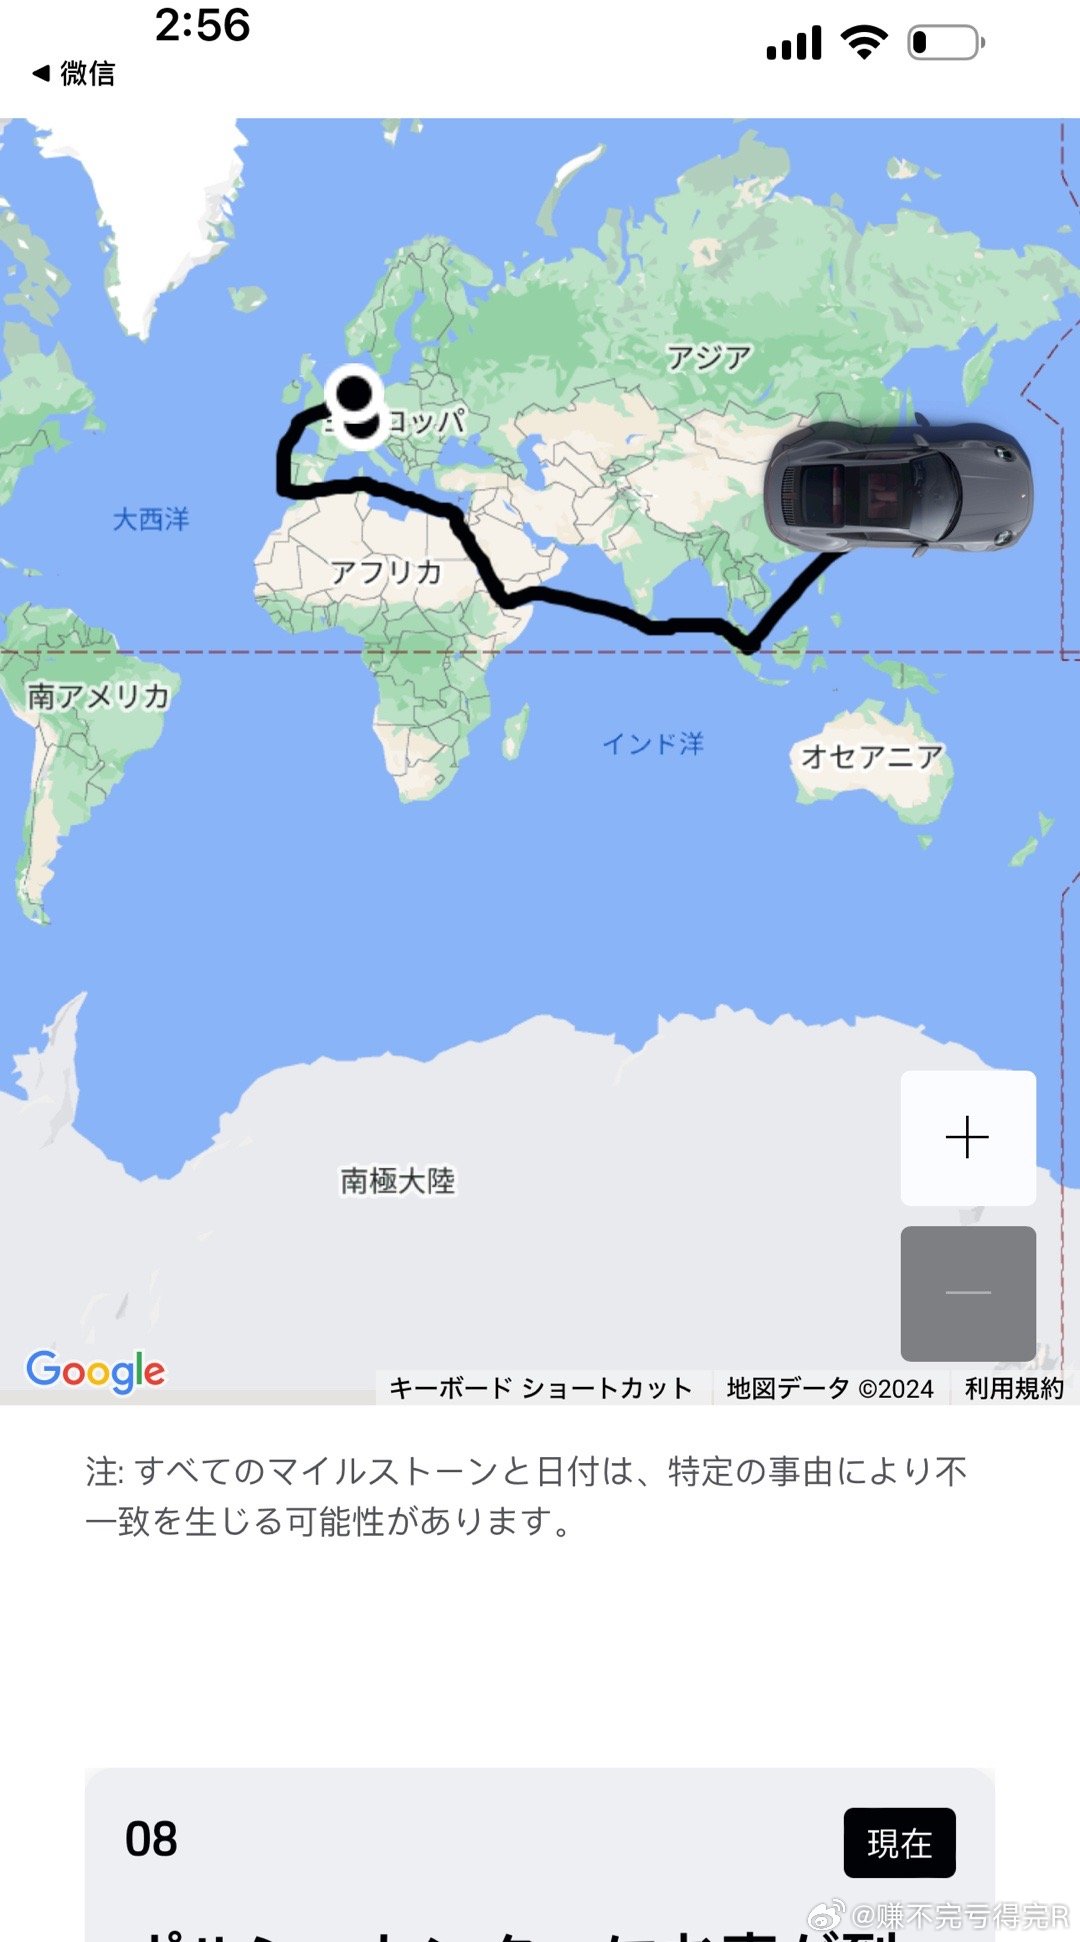 2:56
◀ 微信
アジア
ロッパ
大西洋
アフリカ
南アメリカ
インド洋
オセアニア
南極大陸
Google
キーボード ショートカット
地図データ ©2024
利用規約
注: すべてのマイルストーンと日付は、特定の事由により不
一致を生じる可能性があります。
08
現在
@赚不完亏得完R